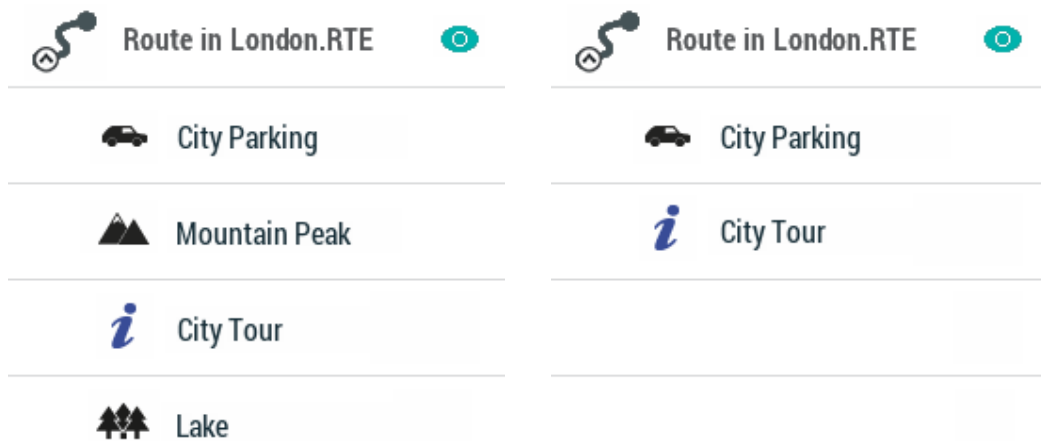 Route in London.RTE
City Parking
Mountain Peak
City Tour
Lake
Route in London.RTE
City Parking
City Tour